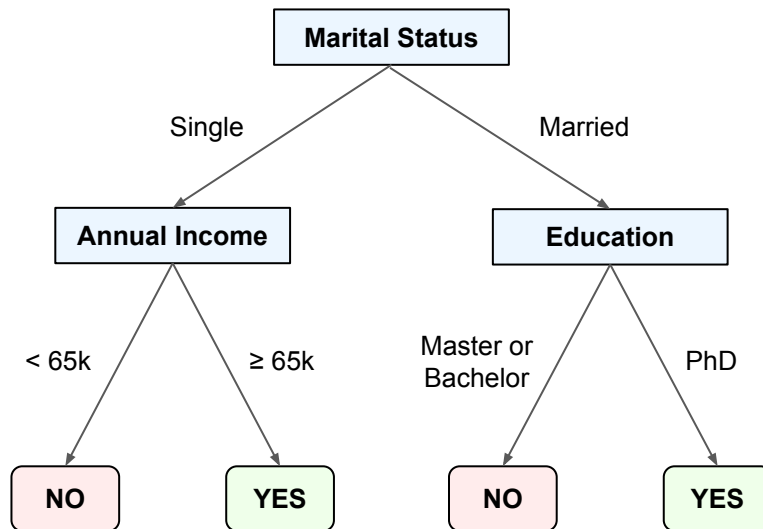 Marital Status
Single
Married
Annual Income
Education
< 65k
≥ 65k
Master or
Bachelor
PhD
NO
YES
NO
YES